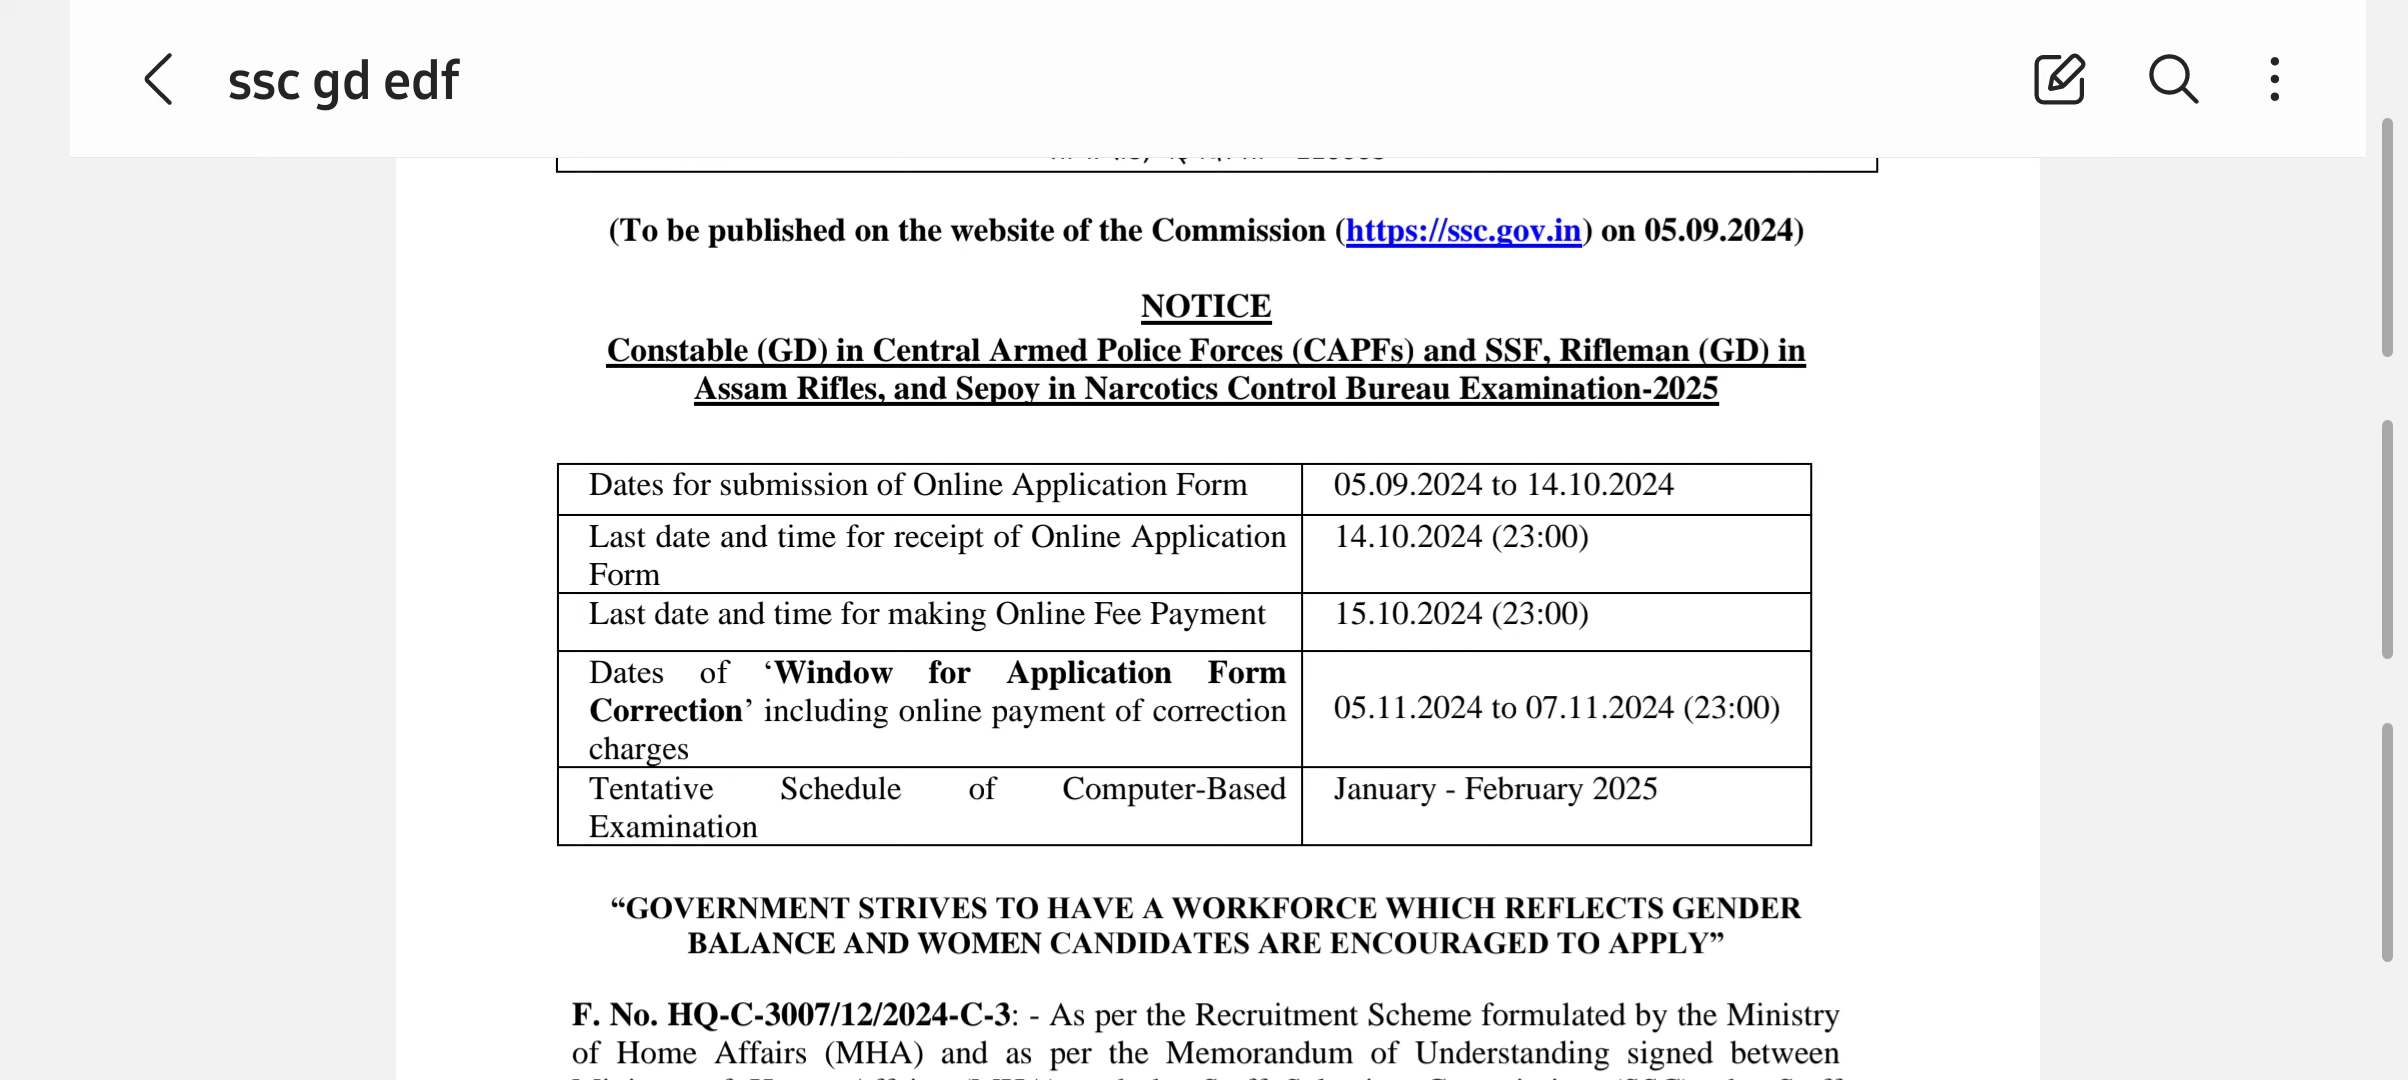 ssc gd edf
(To be published on the website of the Commission (https://ssc.gov.in) on 05.09.2024)
NOTICE
Constable (GD) in Central Armed Police Forces (CAPFs) and SSF, Rifleman (GD) in
Assam Rifles, and Sepoy in Narcotics Control Bureau Examination-2025
Dates for submission of Online Application Form 05.09.2024 to 14.10.2024
Last date and time for receipt of Online Application 14.10.2024 (23:00)
Form
Last date and time for making Online Fee Payment 15.10.2024 (23:00)
Dates of ‘Window for Application Form
Correction’ including online payment of correction 05.11.2024 to 07.11.2024 (23:00)
charges
Tentative Schedule of Computer-Based January - February 2025
Examination
“GOVERNMENT STRIVES TO HAVE A WORKFORCE WHICH REFLECTS GENDER
BALANCE AND WOMEN CANDIDATES ARE ENCOURAGED TO APPLY”
F. No. HQ-C-3007/12/2024-C-3: - As per the Recruitment Scheme formulated by the Ministry
of Home Affairs (MHA) and as per the Memorandum of Understanding signed between